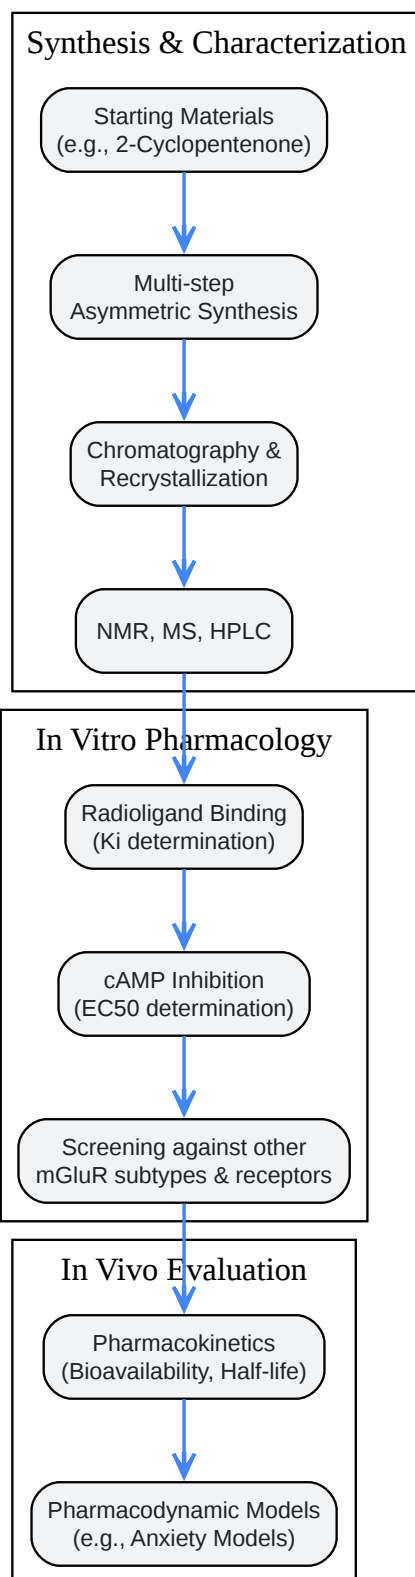 Synthesis & Characterization
Starting Materials
(e.g., 2-Cyclopentenone)
Multi-step
Asymmetric Synthesis
Chromatography &
Recrystallization
NMR, MS, HPLC
In Vitro Pharmacology
Radioligand Binding
(Ki determination)
cAMP Inhibition
(EC50 determination)
Screening against other
mGluR subtypes & receptors
In Vivo Evaluation
Pharmacokinetics
(Bioavailability, Half-life)
Pharmacodynamic Models
(e.g., Anxiety Models)